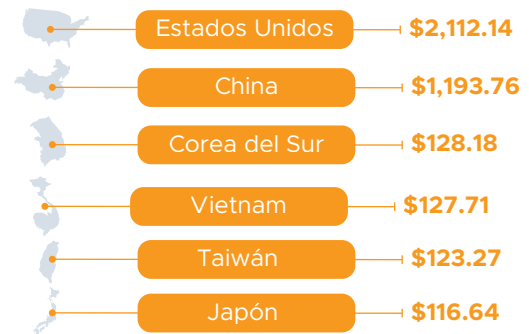 Estados Unidos $2,112.14
China $1,193.76
Corea del Sur $128.18
Vietnam $127.71
Taiwán $123.27
Japón $116.64